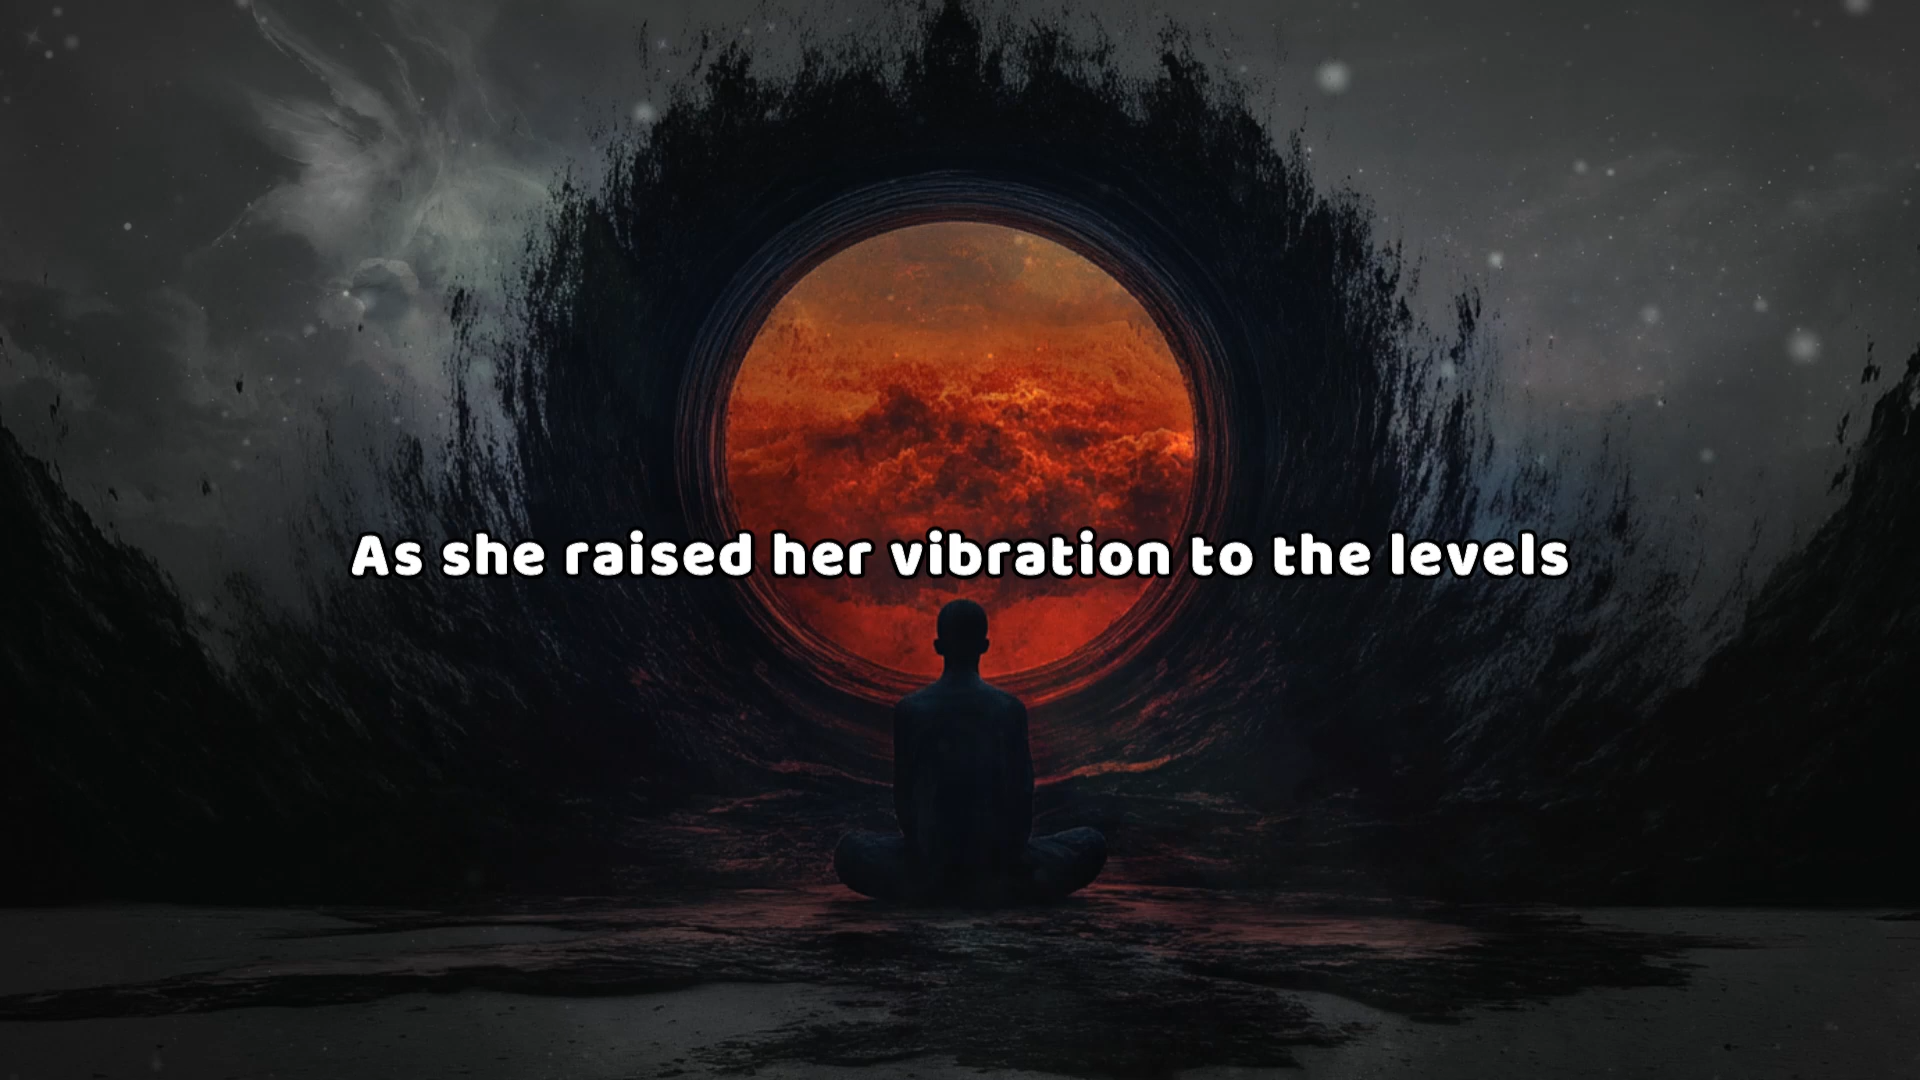 As she raised her vibration to the levels